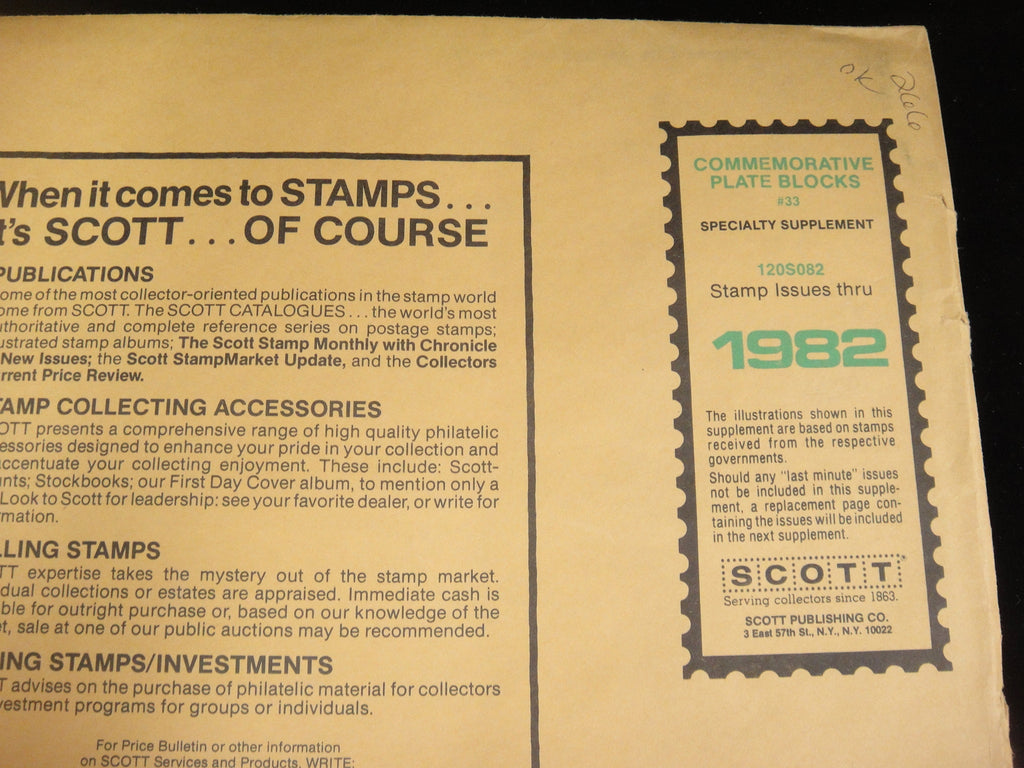 When it comes to STAMPS...
it's SCOTT...OF COURSE
PUBLICATIONS
ome of the most collector-oriented publications in the stamp world
ome from SCOTT. The SCOTT CATALOGUES...the world's most
uthoritative and complete reference series on postage stamps;
ustrated stamp albums; The Scott Stamp Monthly with Chronicle
New Issues; the Scott StampMarket Update, and the Collectors
rrent Price Review.
TAMP COLLECTING ACCESSORIES
OTT presents a comprehensive range of high quality philatelic
essories designed to enhance your pride in your collection and
ccentuate your collecting enjoyment. These include: Scott-
nts; Stockbooks; our First Day Cover album, to mention only a
Look to Scott for leadership: see your favorite dealer, or write for
mation.
LLING STAMPS
TT expertise takes the mystery out of the stamp market.
dual collections or estates are appraised. Immediate cash is
ble for outright purchase or, based on our knowledge of the
t, sale at one of our public auctions may be recommended.
ING STAMPS/INVESTMENTS
T advises on the purchase of philatelic material for collectors
vestment programs for groups or individuals.
For Price Bulletin or other information
on SCOTT Services and Products, WRITE:
OK 266
COMMEMORATIVE
PLATE BLOCKS
#33
SPECIALTY SUPPLEMENT
120S082
Stamp Issues thru
1982
The illustrations shown in this
supplement are based on stamps
received from the respective
governments.
Should any "last minute" issues
not be included in this supple-
ment, a replacement page con-
taining the issues will be included
in the next supplement.
SCOTT
Serving collectors since 1863.
SCOTT PUBLISHING CO.
3 East 57th St., N.Y., N.Y. 10022